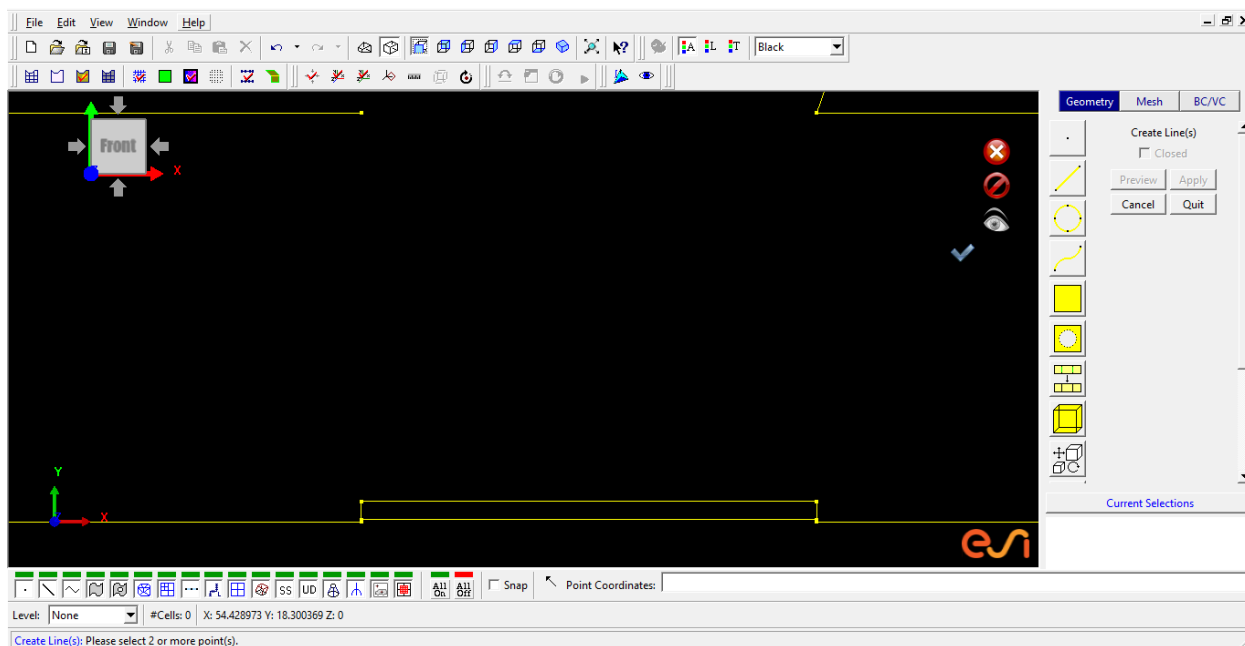 File Edit View Window Help
A L T Black
Geometry Mesh BC/VC
Front
X
Create Line(s)
Closed
Preview Apply
Cancel Quit
Y
X
Current Selections
esi
SS UD All On All Off Snap Point Coordinates:
Level: None #Cells: 0 X: 54.428973 Y: 18.300369 Z: 0
Create Line(s): Please select 2 or more point(s).